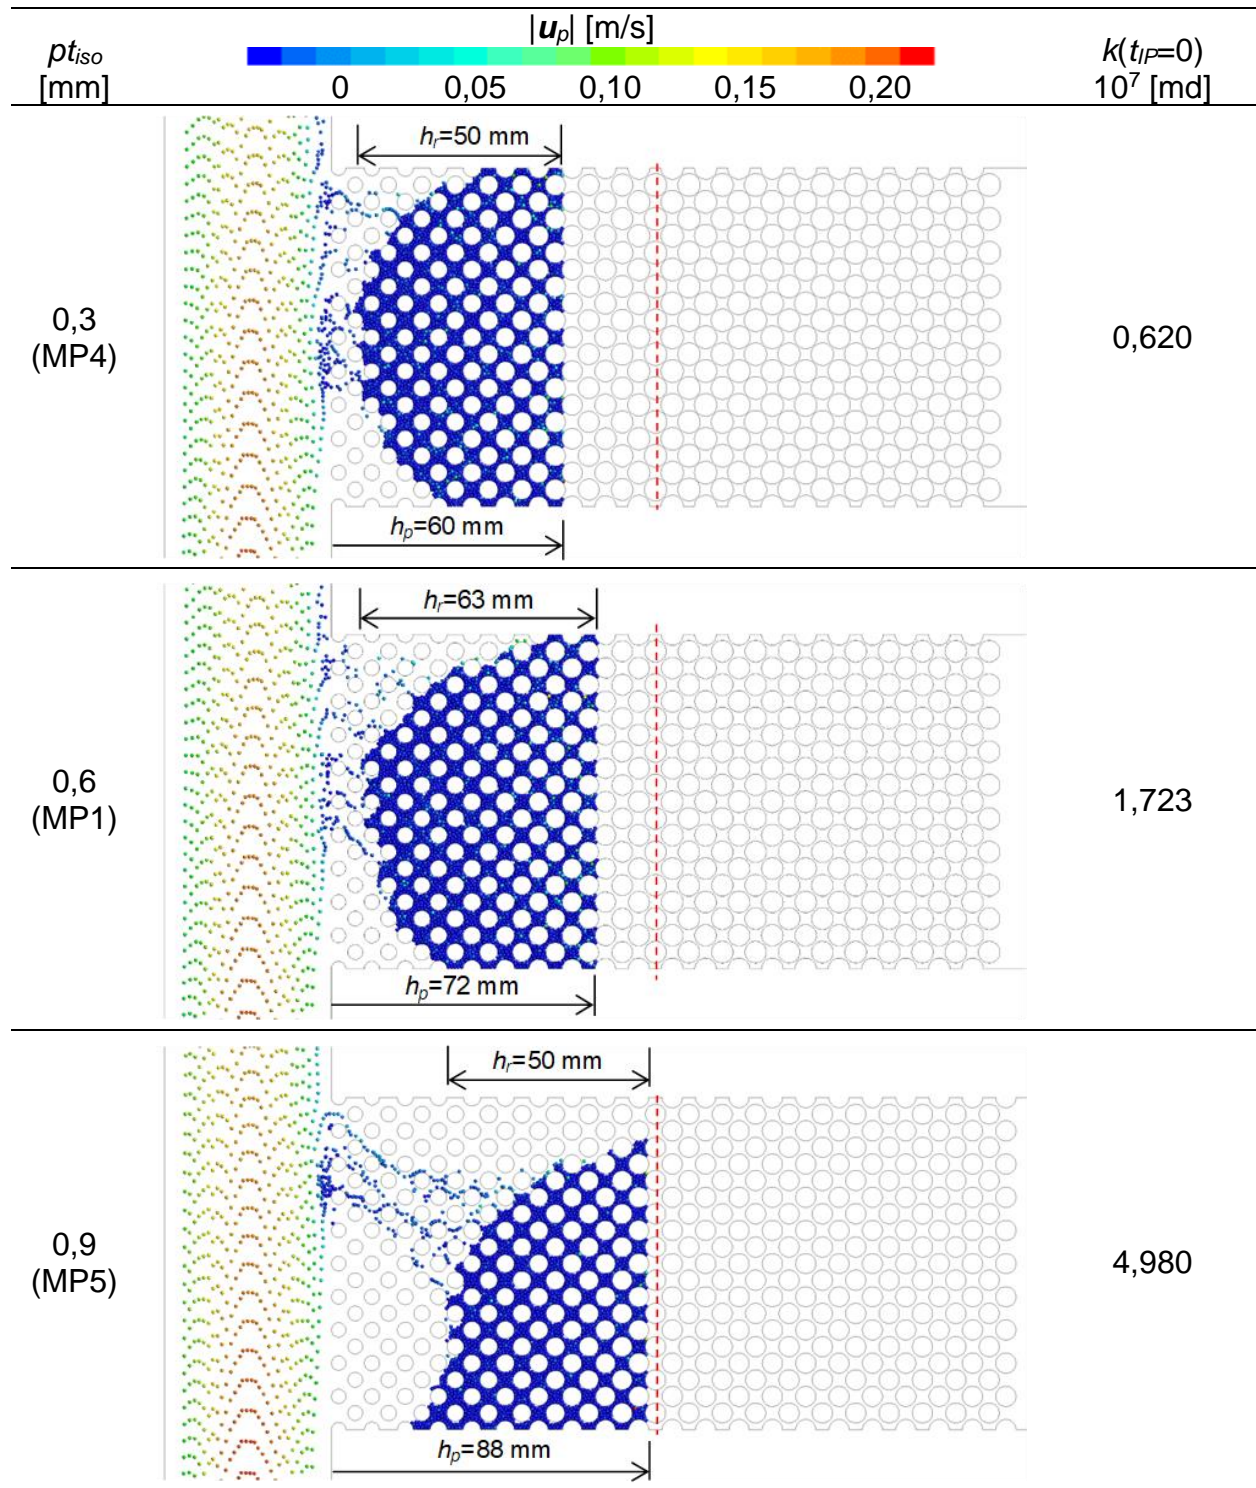 pt_iso
[mm]
|u_p| [m/s]
0 0,05 0,10 0,15 0,20
k(t_IP=0)
10⁷ [md]
h_r=50 mm
0,3
(MP4)
0,620
h_p=60 mm
h_r=63 mm
0,6
(MP1)
1,723
h_p=72 mm
h_r=50 mm
0,9
(MP5)
4,980
h_p=88 mm